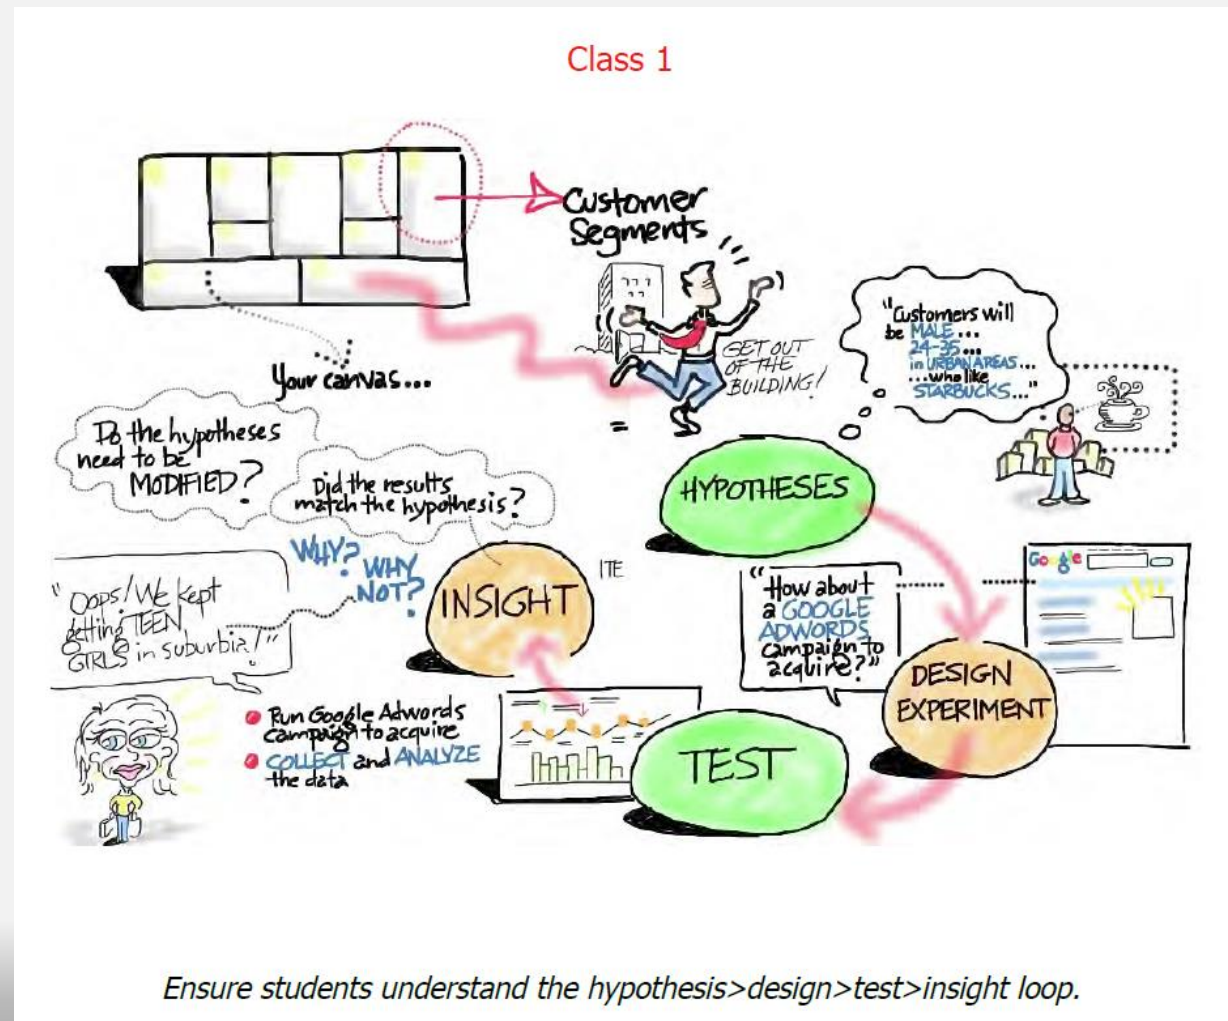 Class 1
Customer
Segments
Your canvas...
GET OUT
OF THE
BUILDING!
"Customers will
be MALE...
24-35...
in URBAN AREAS...
...who like
STARBUCKS..."
Do the hypotheses
need to be
MODIFIED?
Did the results
match the hypothesis?
HYPOTHESES
WHY?
WHY
NOT?
INSIGHT
ITE
"Oops! We kept
getting TEEN
GIRLS in suburbia!"
"How about
a GOOGLE
ADWORDS
campaign to
acquire?"
Google
DESIGN
EXPERIMENT
Run Google Adwords
campaign to acquire
COLLECT and ANALYZE
the data
TEST
Ensure students understand the hypothesis>design>test>insight loop.